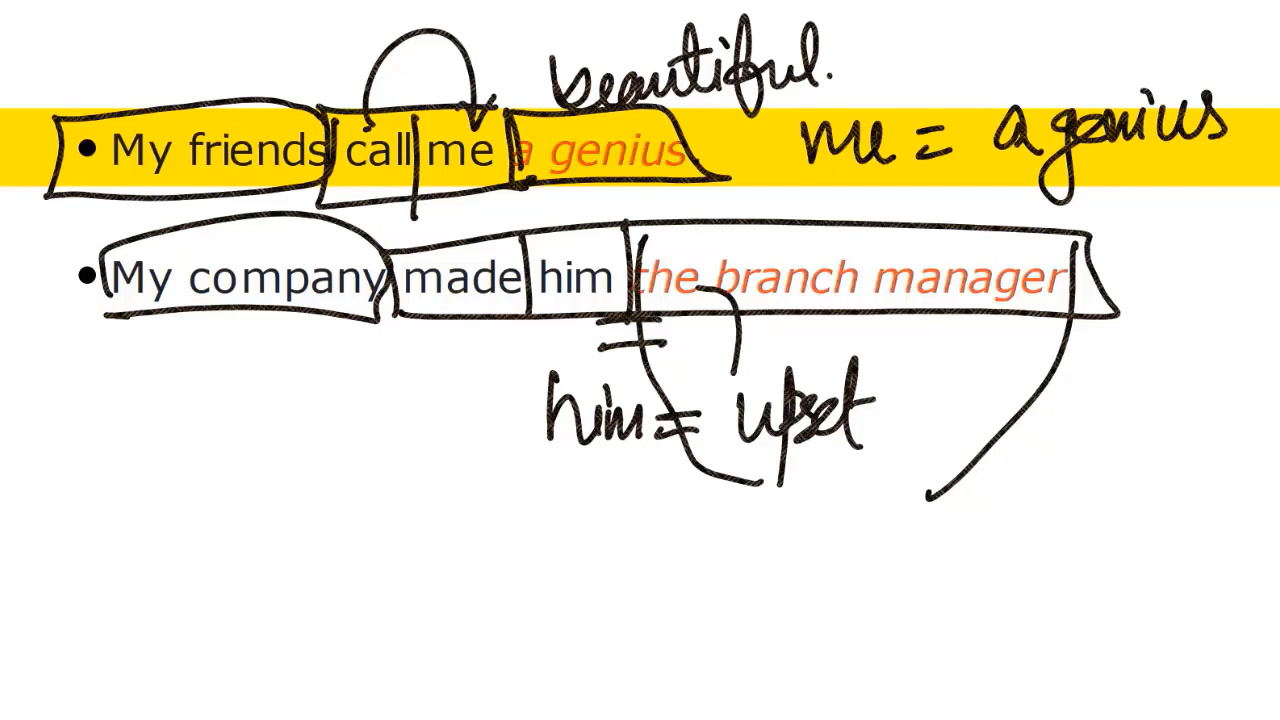 beautiful.
• My friends call me a genius.
me = a genius
• My company made him the branch manager
him = upset